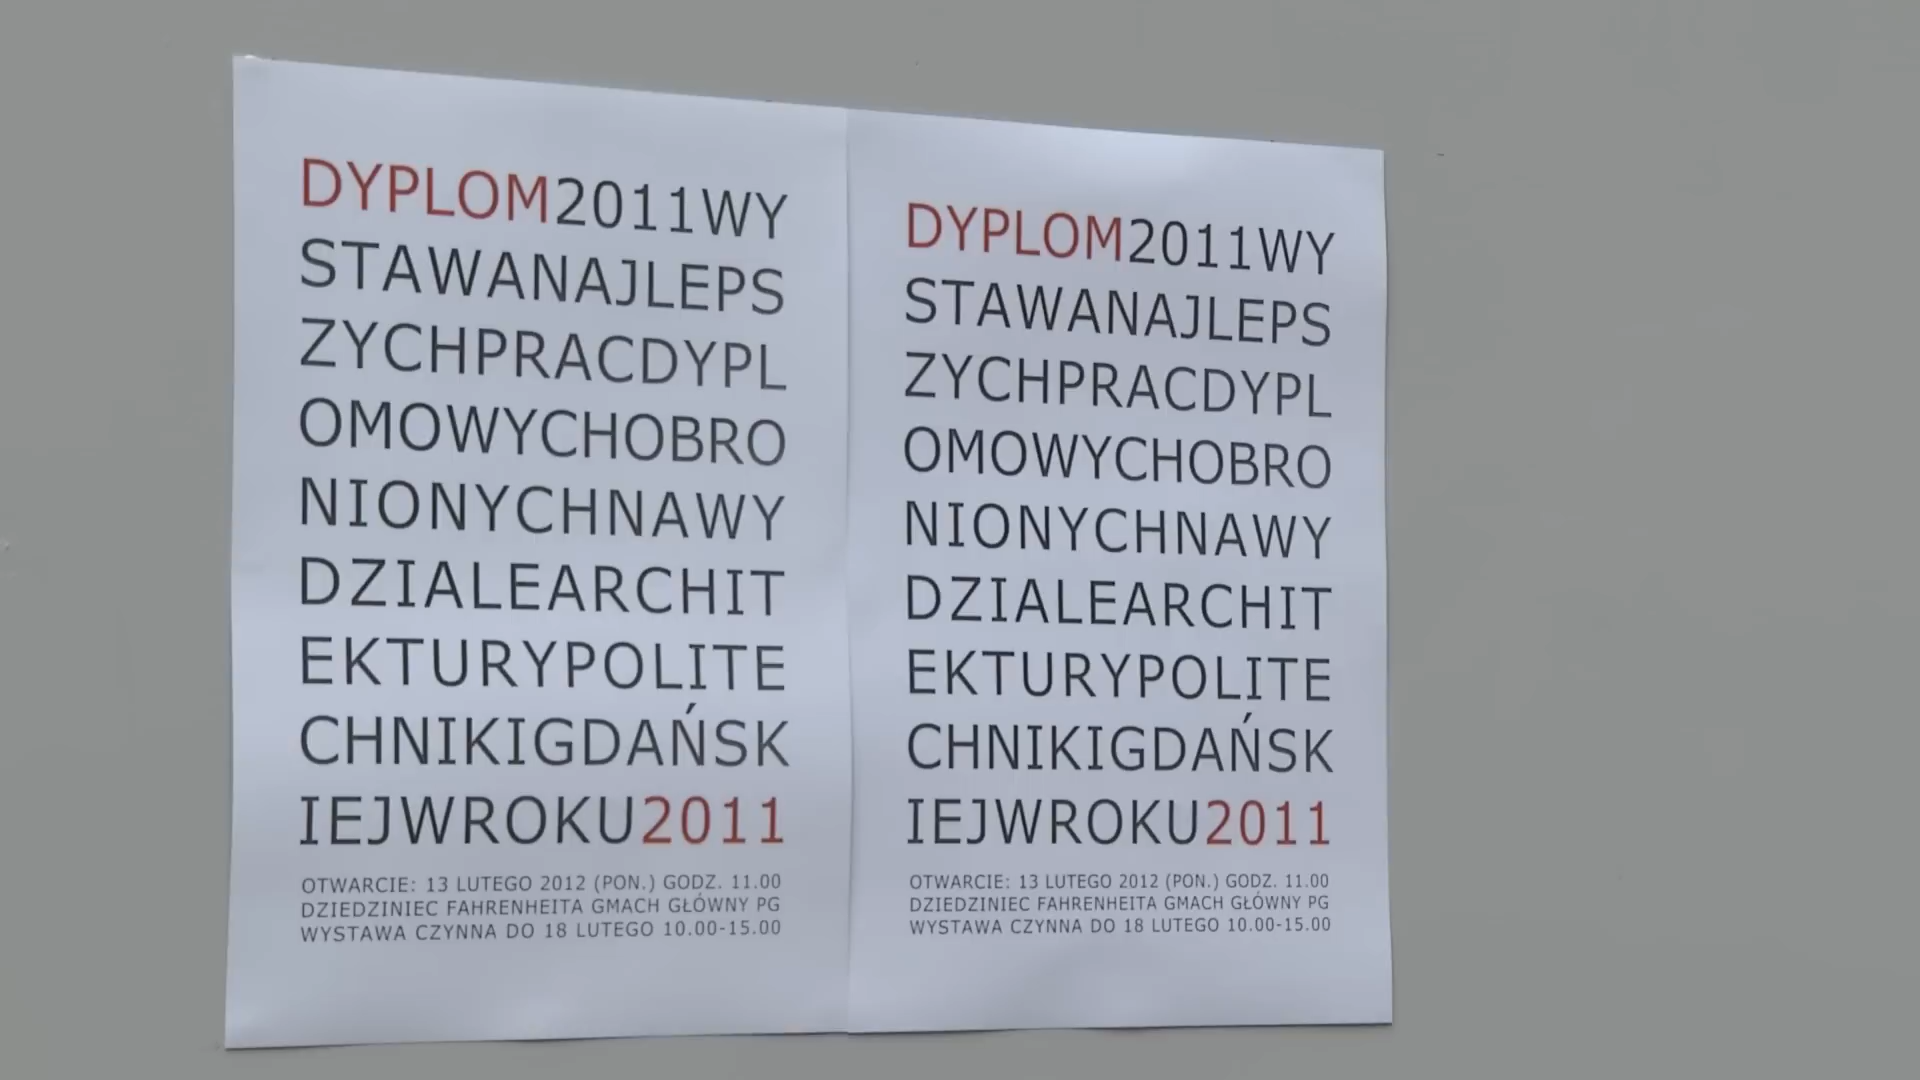 DYPLOM2011WY
STAWANAJLEPS
ZYCHPRACDYPL
OMOWYCHOBRO
NIONYCHNAWY
DZIALEARCHIT
EKTURYPOLITE
CHNIKIGDAŃSK
IEJWROKU2011
OTWARCIE: 13 LUTEGO 2012 (PON.) GODZ. 11.00
DZIEDZINIEC FAHRENHEITA GMACH GŁÓWNY PG
WYSTAWA CZYNNA DO 18 LUTEGO 10.00-15.00
DYPLOM2011WY
STAWANAJLEPS
ZYCHPRACDYPL
OMOWYCHOBRO
NIONYCHNAWY
DZIALEARCHIT
EKTURYPOLITE
CHNIKIGDAŃSK
IEJWROKU2011
OTWARCIE: 13 LUTEGO 2012 (PON.) GODZ. 11.00
DZIEDZINIEC FAHRENHEITA GMACH GŁÓWNY PG
WYSTAWA CZYNNA DO 18 LUTEGO 10.00-15.00